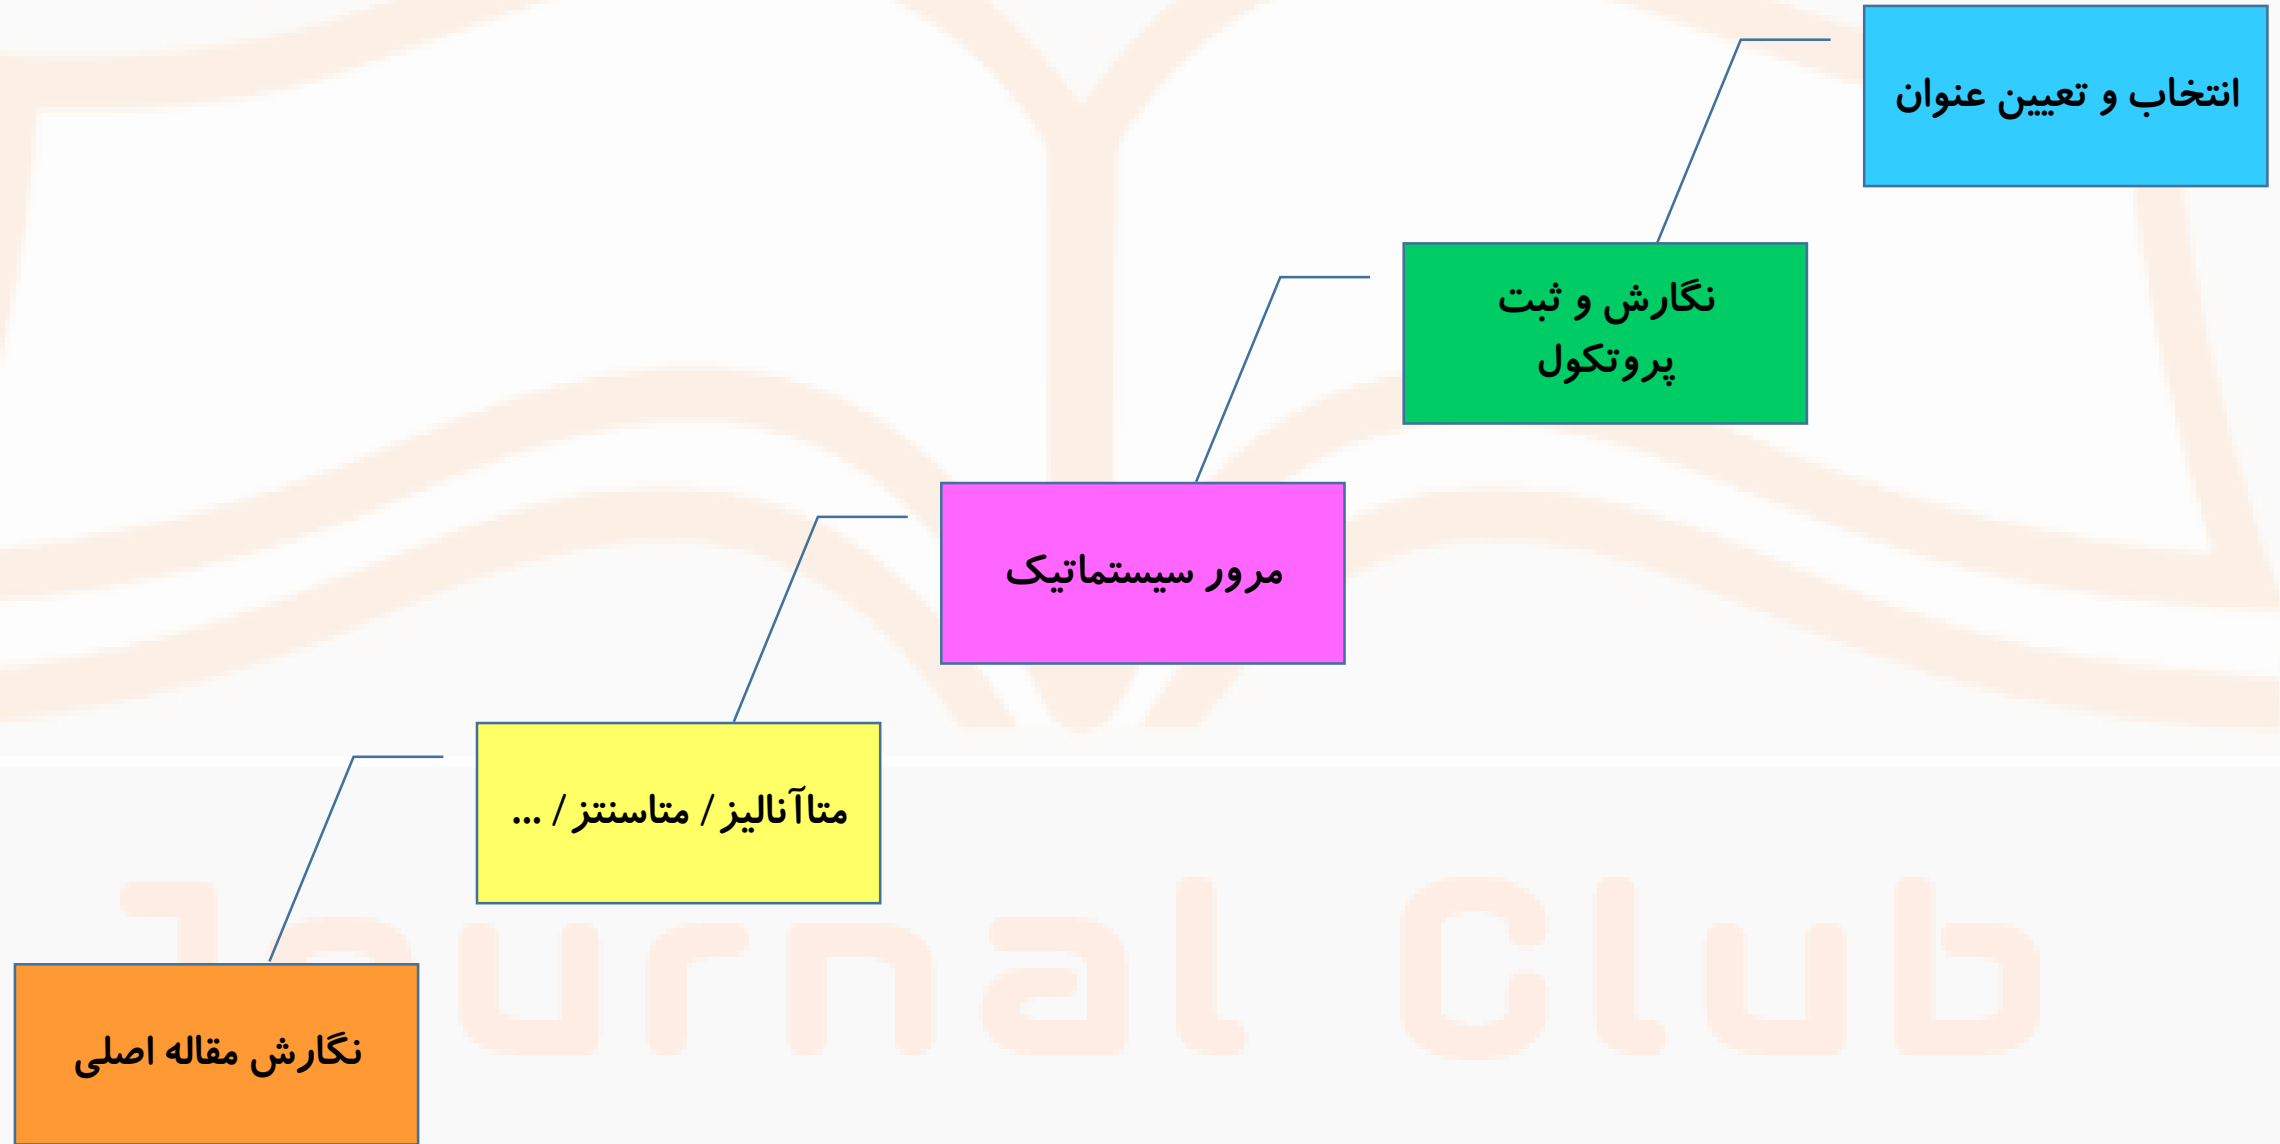 انتخاب و تعیین عنوان
نگارش و ثبت
پروتکول
مرور سیستماتیک
متاآنالیز/ متاسنتز/ ...
نگارش مقاله اصلی
Journal Club